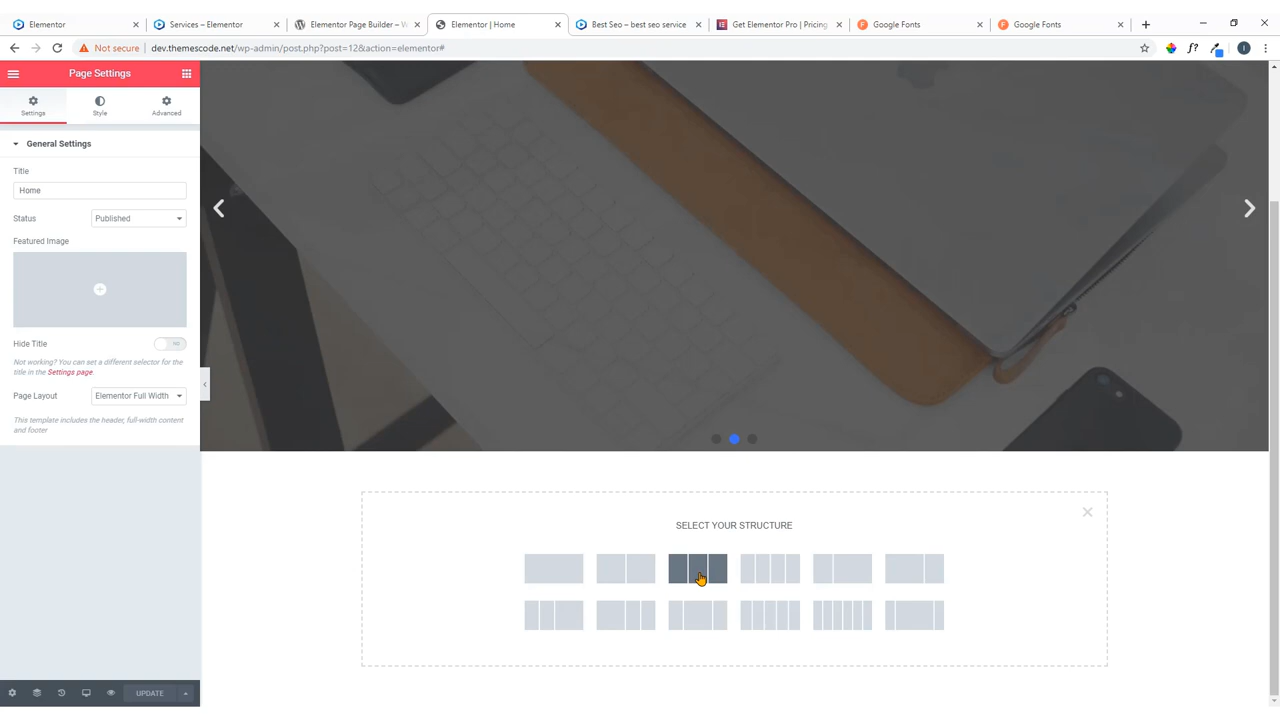 Elementor
Services – Elementor
Elementor Page Builder – W
Elementor | Home
Best Seo – best seo service
Get Elementor Pro | Pricing
Google Fonts
Google Fonts
Not secure
dev.themescode.net/wp-admin/post.php?post=12&action=elementor#
f?
I
Page Settings
Settings
Style
Advanced
General Settings
Title
Home
Status
Published
Featured Image
Hide Title
NO
Not working? You can set a different selector for the
title in the Settings page.
Page Layout
Elementor Full Width
This template includes the header, full-width content
and footer
SELECT YOUR STRUCTURE
UPDATE